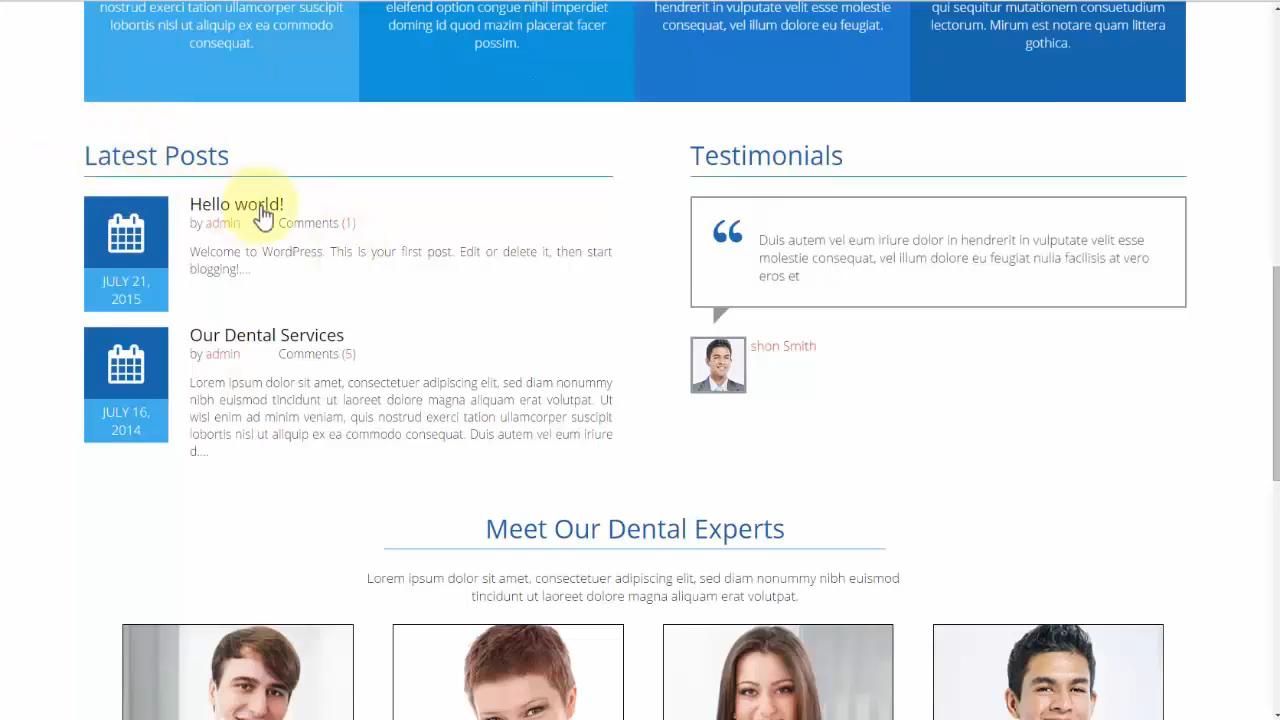 nostrud exerci tation ullamcorper suscipit
lobortis nisl ut aliquip ex ea commodo
consequat.
eleifend option congue nihil imperdiet
doming id quod mazim placerat facer
possim.
hendrerit in vulputate velit esse molestie
consequat, vel illum dolore eu feugiat.
qui sequitur mutationem consuetudium
lectorum. Mirum est notare quam littera
gothica.
Latest Posts
Hello world!
by admin Comments (1)
Welcome to WordPress. This is your first post. Edit or delete it, then start
blogging!....
JULY 21,
2015
Our Dental Services
by admin Comments (5)
Lorem ipsum dolor sit amet, consectetuer adipiscing elit, sed diam nonummy
nibh euismod tincidunt ut laoreet dolore magna aliquam erat volutpat. Ut
wisi enim ad minim veniam, quis nostrud exerci tation ullamcorper suscipit
lobortis nisl ut aliquip ex ea commodo consequat. Duis autem vel eum iriure
d....
JULY 16,
2014
Testimonials
Duis autem vel eum iriure dolor in hendrerit in vulputate velit esse
molestie consequat, vel illum dolore eu feugiat nulla facilisis at vero
eros et
shon Smith
Meet Our Dental Experts
Lorem ipsum dolor sit amet, consectetuer adipiscing elit, sed diam nonummy nibh euismod
tincidunt ut laoreet dolore magna aliquam erat volutpat.